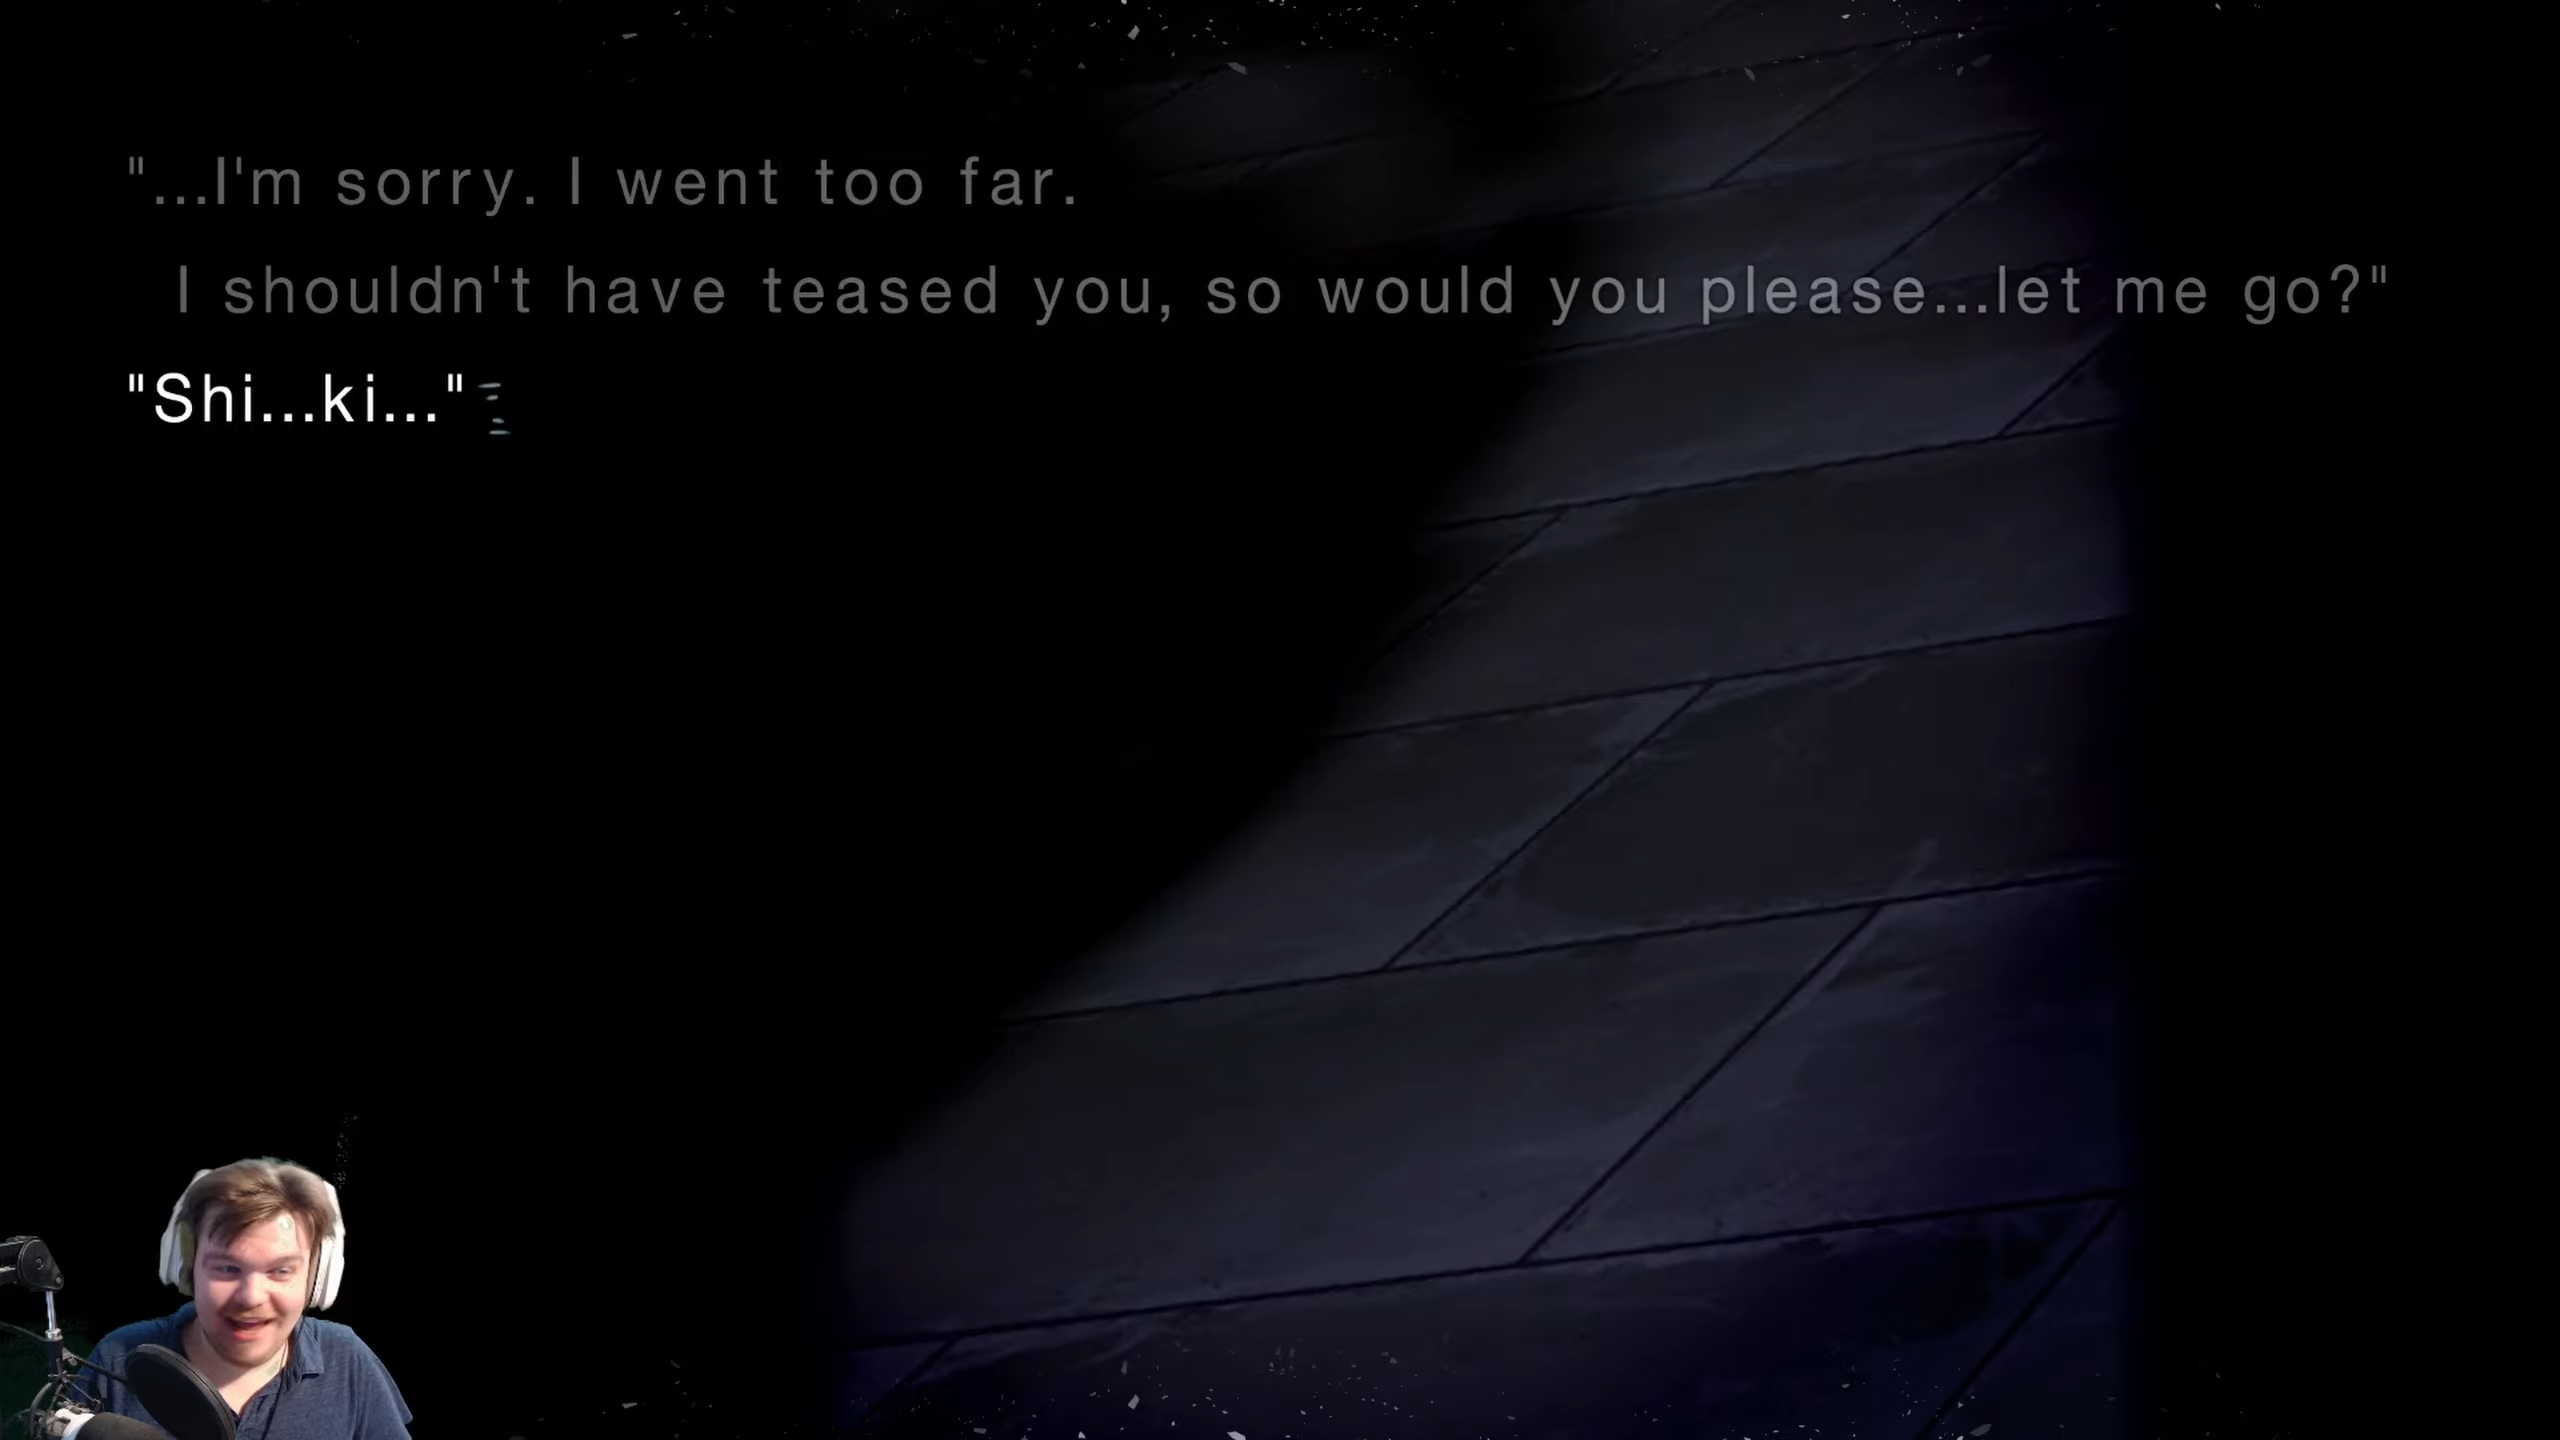 "...I'm sorry. I went too far.
I shouldn't have teased you, so would you please...let me go?"
"Shi...ki..."